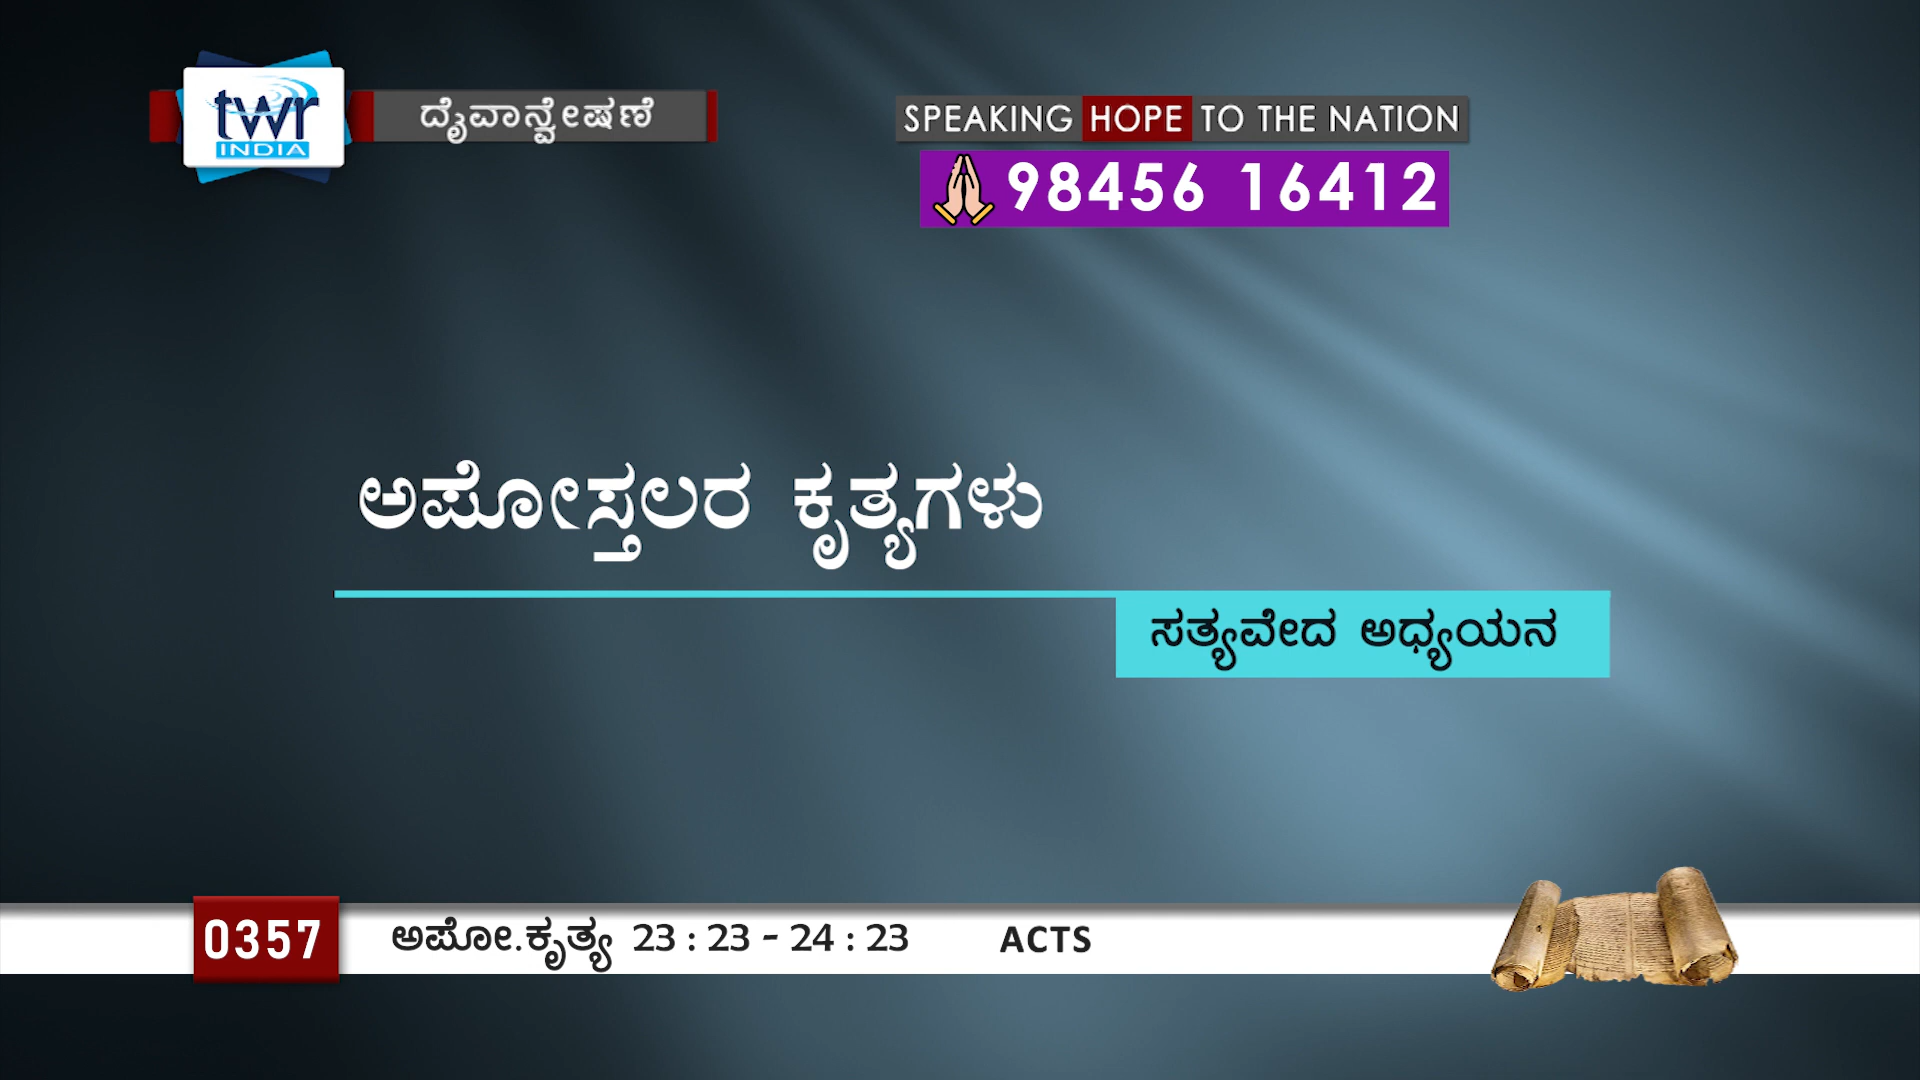 twr
INDIA
ದೈವಾನ್ವೇಷಣೆ
SPEAKING HOPE TO THE NATION
98456 16412
ಅಪೋಸ್ತಲರ ಕೃತ್ಯಗಳು
ಸತ್ಯವೇದ ಅಧ್ಯಯನ
0357
ಅಪೋ.ಕೃತ್ಯ 23 : 23 - 24 : 23
ACTS